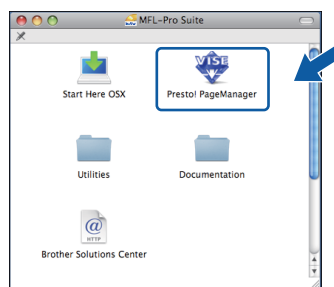 MFL-Pro Suite
VISE
Start Here OSX
Presto! PageManager
Utilities
Documentation
@
HTTP
Brother Solutions Center